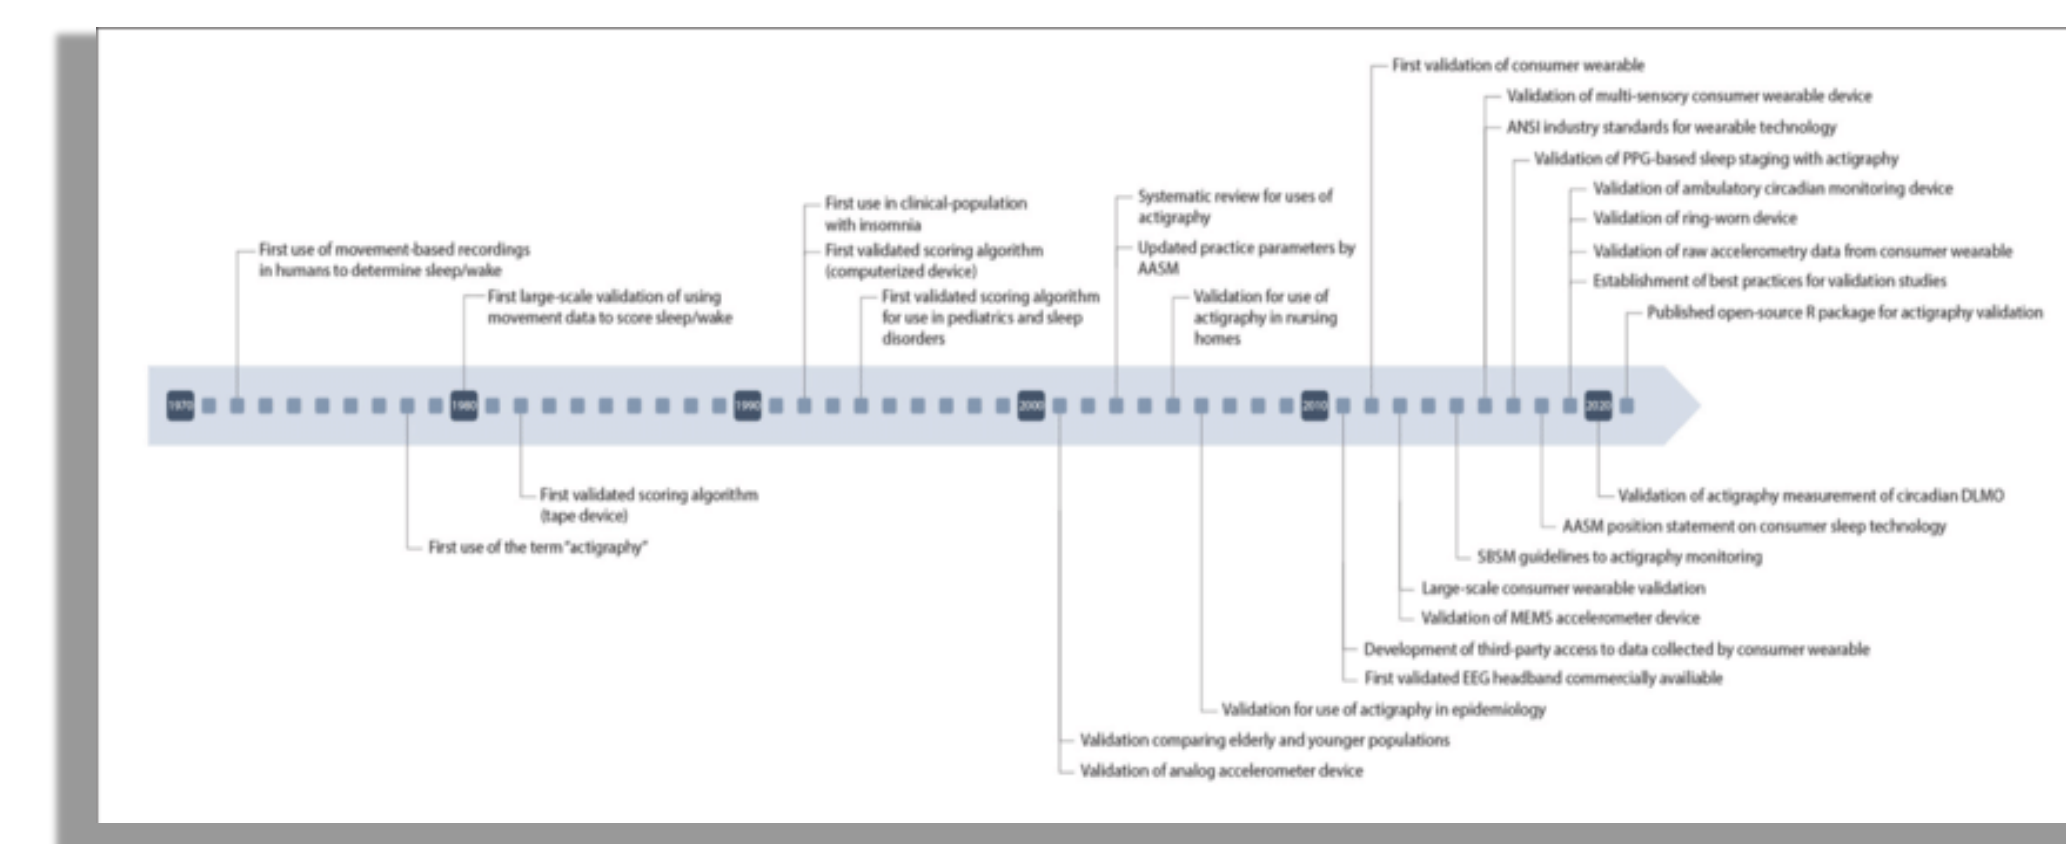 First validation of consumer wearable
Validation of multi-sensory consumer wearable device
ANSI industry standards for wearable technology
Validation of PPG-based sleep staging with actigraphy
Validation of ambulatory circadian monitoring device
Validation of ring-worn device
Validation of raw accelerometry data from consumer wearable
Establishment of best practices for validation studies
Published open-source R package for actigraphy validation
Systematic review for uses of
actigraphy
Updated practice parameters by
AASM
Validation for use of
actigraphy in nursing
homes
First use in clinical-population
with insomnia
First validated scoring algorithm
(computerized device)
First validated scoring algorithm
for use in pediatrics and sleep
disorders
First use of movement-based recordings
in humans to determine sleep/wake
First large-scale validation of using
movement data to score sleep/wake
1970
1980
1990
2000
2010
2020
First validated scoring algorithm
(tape device)
First use of the term "actigraphy"
Validation of actigraphy measurement of circadian DLMO
AASM position statement on consumer sleep technology
SBSM guidelines to actigraphy monitoring
Large-scale consumer wearable validation
Validation of MEMS accelerometer device
Development of third-party access to data collected by consumer wearable
First validated EEG headband commercially availiable
Validation for use of actigraphy in epidemiology
Validation comparing elderly and younger populations
Validation of analog accelerometer device